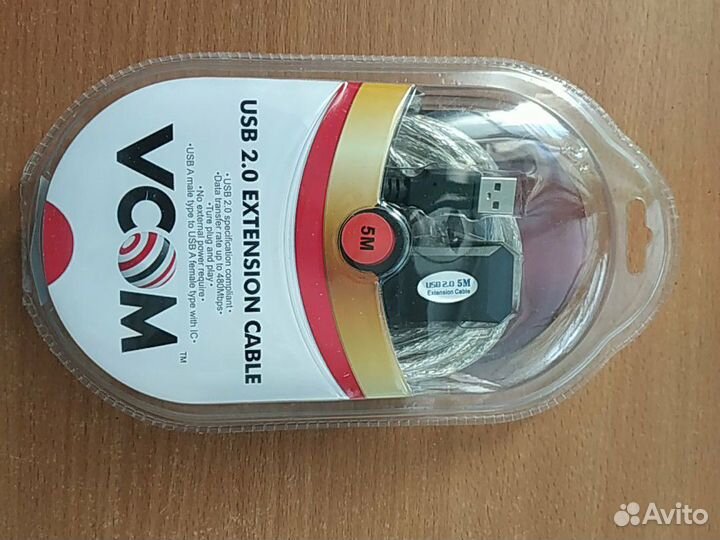 USB 2.0 EXTENSION CABLE
• USB 2.0 specification compliant •
•Data transfer rate up to 480Mbps•
•Ture plug and play•
•No external power require•
•USB A male type to USB A female type with IC•
VCOM™
5M
USB 2.0 5M
Extension Cable
Avito